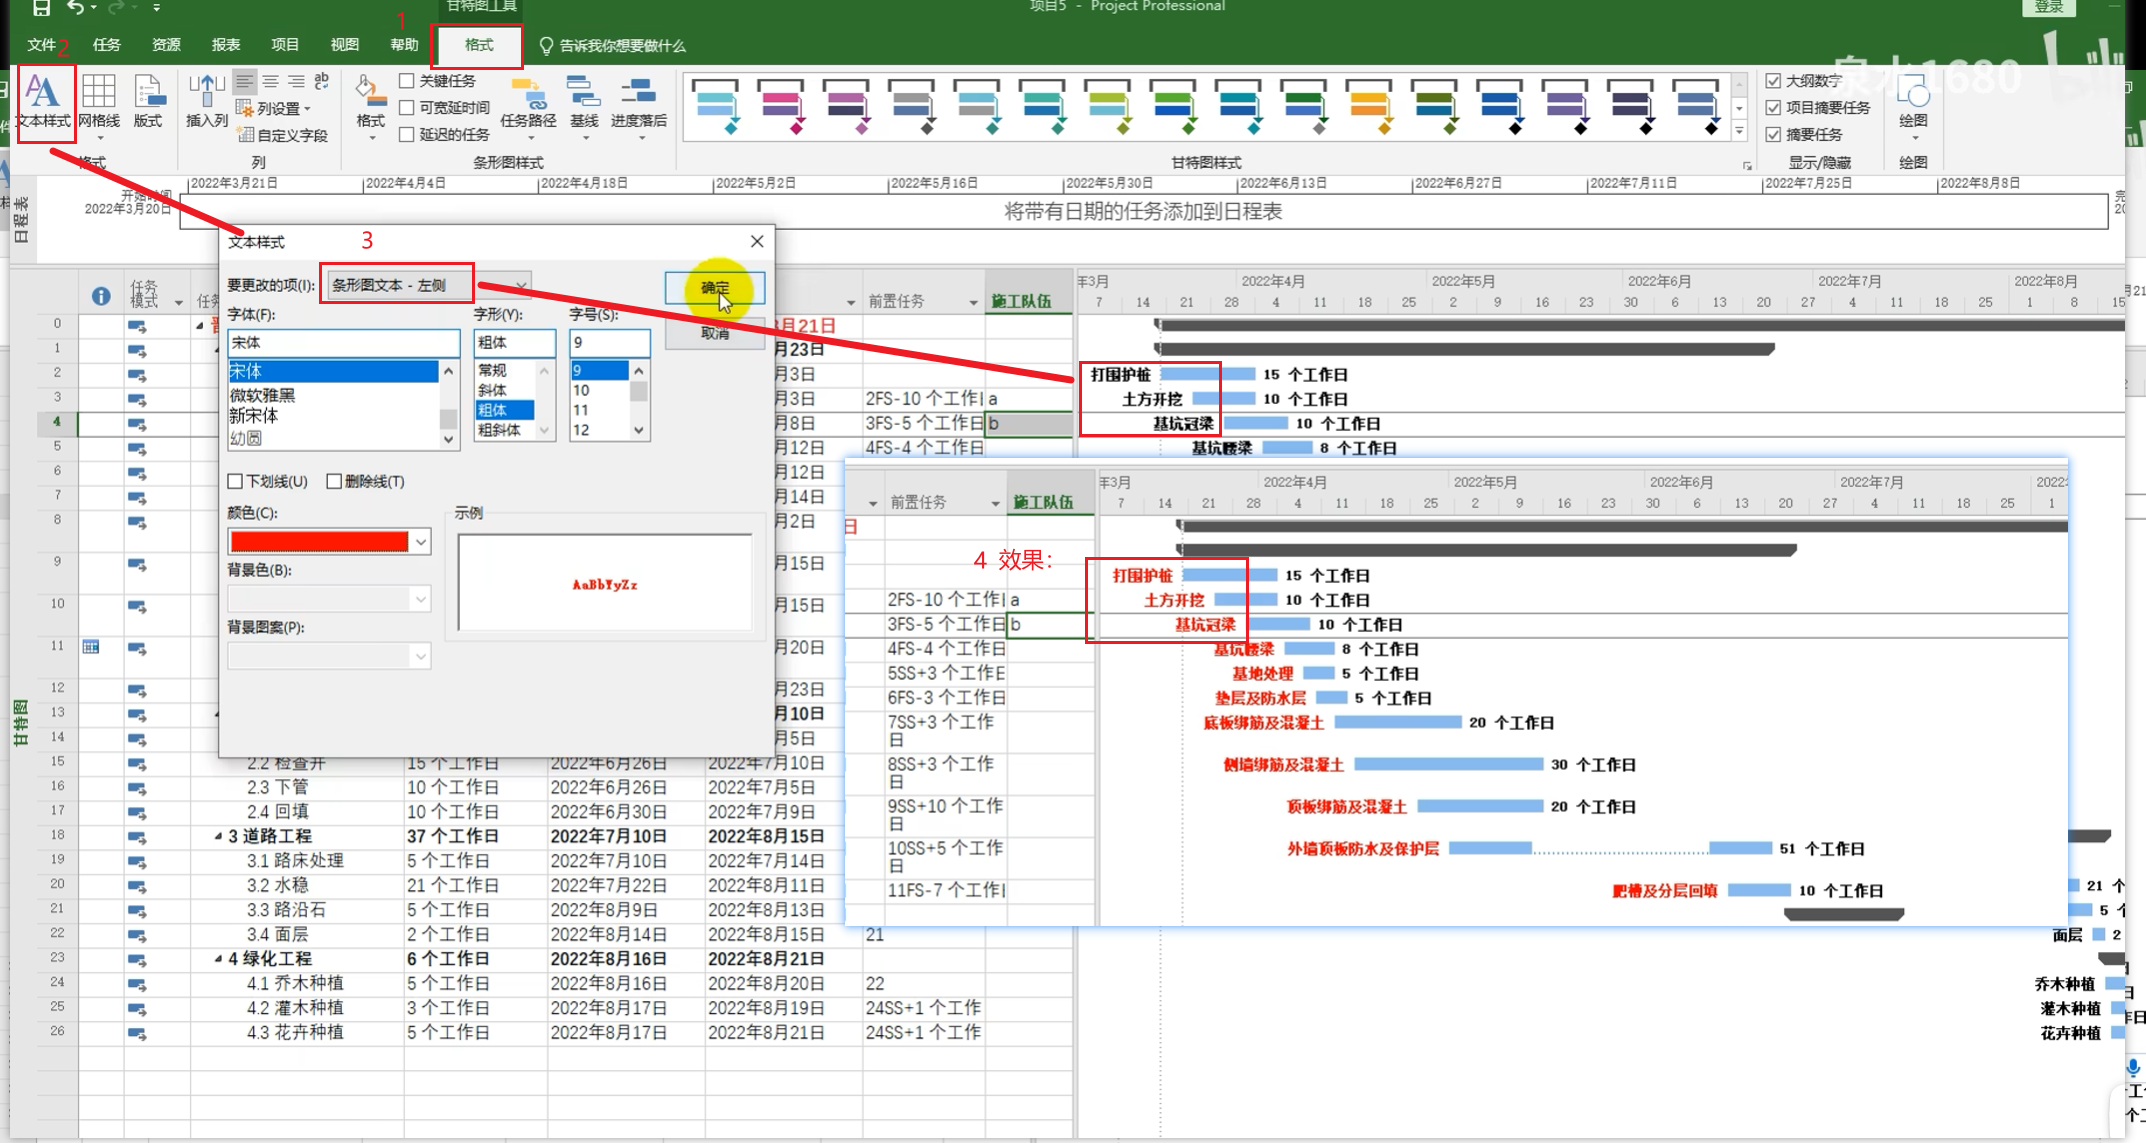 甘特图工具
项目5 - Project Professional
登录
文件
任务
资源
报表
项目
视图
帮助
格式
告诉我你想要做什么
1
2
泉水1680
文本样式
网格线
版式
格式
插入列
列设置
自定义字段
列
格式
关键任务
可宽延时间
延迟的任务
任务路径
基线
进度落后
条形图样式
甘特图样式
大纲数字
项目摘要任务
摘要任务
显示/隐藏
绘图
绘图
日程表
开始时间
2022年3月20日
2022年3月21日
2022年4月4日
2022年4月18日
2022年5月2日
2022年5月16日
2022年5月30日
2022年6月13日
2022年6月27日
2022年7月11日
2022年7月25日
2022年8月8日
将带有日期的任务添加到日程表
文本样式
3
要更改的项(I):
条形图文本 - 左侧
确定
取消
字体(F):
字形(Y):
字号(S):
宋体
粗体
9
宋体
微软雅黑
新宋体
幼圆
常规
斜体
粗体
粗斜体
9
10
11
12
下划线(U)
删除线(T)
颜色(C):
背景色(B):
背景图案(P):
示例
AaBbYyZz
任务模式
前置任务
施工队伍
年3月
2022年4月
2022年5月
2022年6月
2022年7月
2022年8月
7 14 21 28 4 11 18 25 2 9 16 23 30 6 13 20 27 4 11 18 25 1 8 15
0
月21日
1
月23日
2
月3日
打围护桩 15 个工作日
3
月3日 2FS-10 个工作 a
土方开挖 10 个工作日
4
月8日 3FS-5 个工作日 b
基坑冠梁 10 个工作日
5
月12日 4FS-4 个工作日
基坑腰梁 8 个工作日
6
月12日
7
月14日
8
月2日
9
月15日
10
月15日
11
月20日
12
月23日
13
月10日
14
月5日
15 2.2 检查井 15 个工作日 2022年6月26日 2022年7月10日
16 2.3 下管 10 个工作日 2022年6月26日 2022年7月5日
17 2.4 回填 10 个工作日 2022年6月30日 2022年7月9日
18 3 道路工程 37 个工作日 2022年7月10日 2022年8月15日
19 3.1 路床处理 5 个工作日 2022年7月10日 2022年7月14日
20 3.2 水稳 21 个工作日 2022年7月22日 2022年8月11日
21 3.3 路沿石 5 个工作日 2022年8月9日 2022年8月13日
22 3.4 面层 2 个工作日 2022年8月14日 2022年8月15日 21
23 4 绿化工程 6 个工作日 2022年8月16日 2022年8月21日
24 4.1 乔木种植 5 个工作日 2022年8月16日 2022年8月20日 22
25 4.2 灌木种植 3 个工作日 2022年8月17日 2022年8月19日 24SS+1 个工作
26 4.3 花卉种植 5 个工作日 2022年8月17日 2022年8月21日 24SS+1 个工作
甘特图
前置任务
施工队伍
年3月
2022年4月
2022年5月
2022年6月
2022年7月
2022
7 14 21 28 4 11 18 25 2 9 16 23 30 6 13 20 27 4 11 18 25 1
日
4 效果:
打围护桩 15 个工作日
2FS-10 个工作 a
土方开挖 10 个工作日
3FS-5 个工作日 b
基坑冠梁 10 个工作日
4FS-4 个工作日
基坑腰梁 8 个工作日
5SS+3 个工作日
基地处理 5 个工作日
6FS-3 个工作日
垫层及防水层 5 个工作日
7SS+3 个工作日
底板绑筋及混凝土 20 个工作日
8SS+3 个工作日
侧墙绑筋及混凝土 30 个工作日
9SS+10 个工作日
顶板绑筋及混凝土 20 个工作日
10SS+5 个工作日
外墙顶板防水及保护层 51 个工作日
11FS-7 个工作
肥槽及分层回填 10 个工作日
21 个
5
面层 2
乔木种植
灌木种植
花卉种植